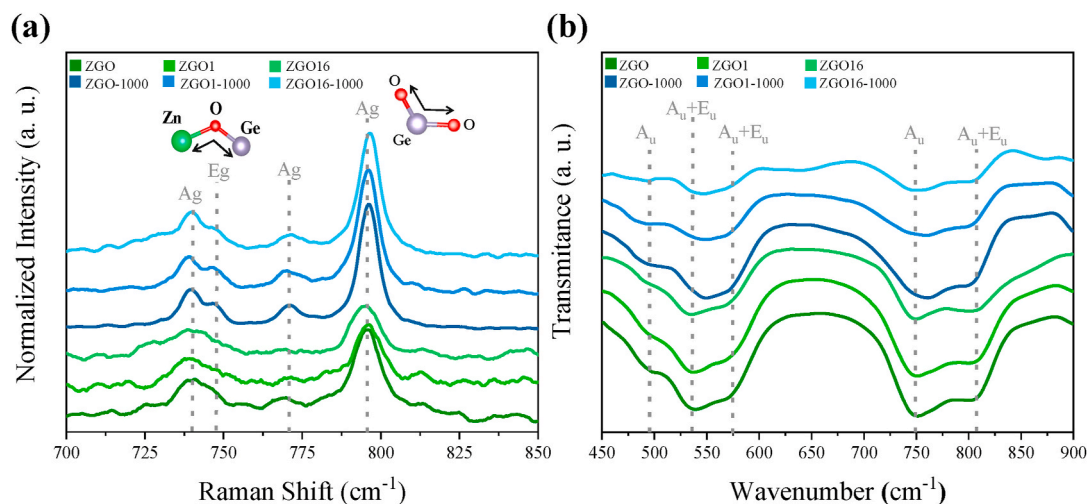 (a)
ZGO ZGO1 ZGO16
ZGO-1000 ZGO1-1000 ZGO16-1000
Zn O Ge
O
Ge O
Ag Eg Ag Ag
Normalized Intensity (a. u.)
700 725 750 775 800 825 850
Raman Shift (cm-1)
(b)
ZGO ZGO1 ZGO16
ZGO-1000 ZGO1-1000 ZGO16-1000
Au Au+Eu Au+Eu Au Au+Eu
Transmitance (a. u.)
450 500 550 600 650 700 750 800 850 900
Wavenumber (cm-1)